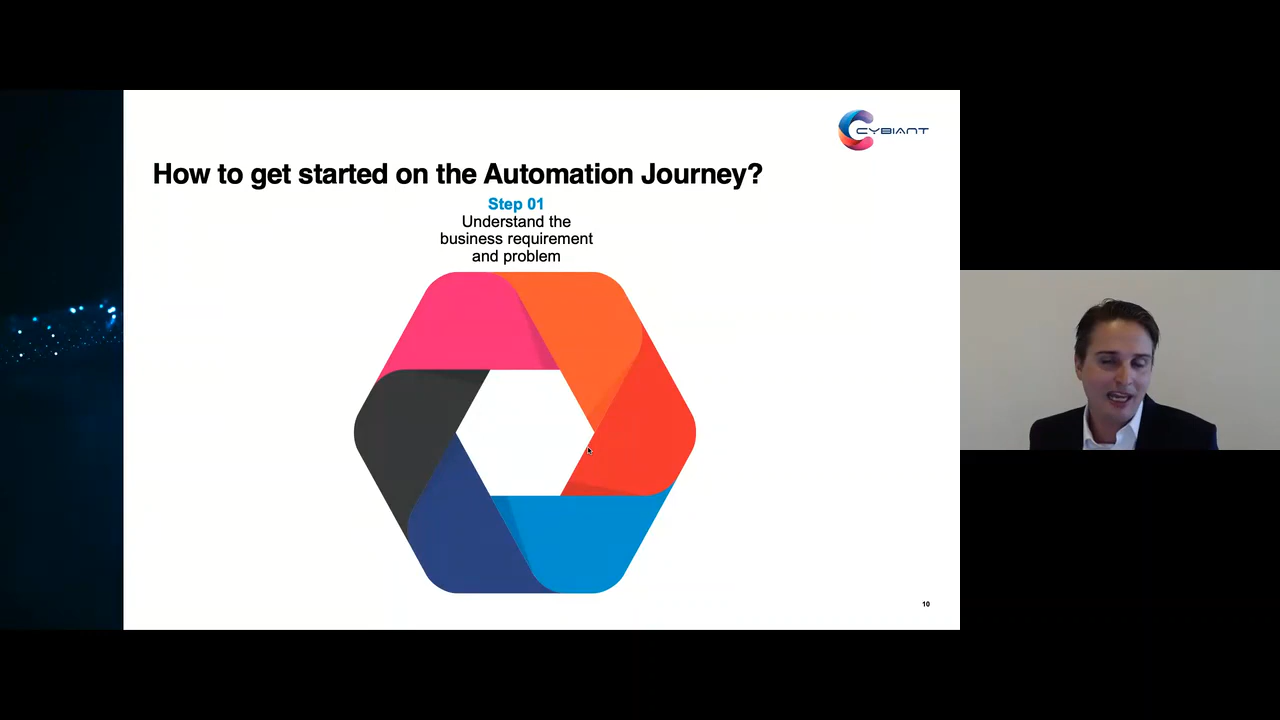 CYBIANT
How to get started on the Automation Journey?
Step 01
Understand the
business requirement
and problem
10